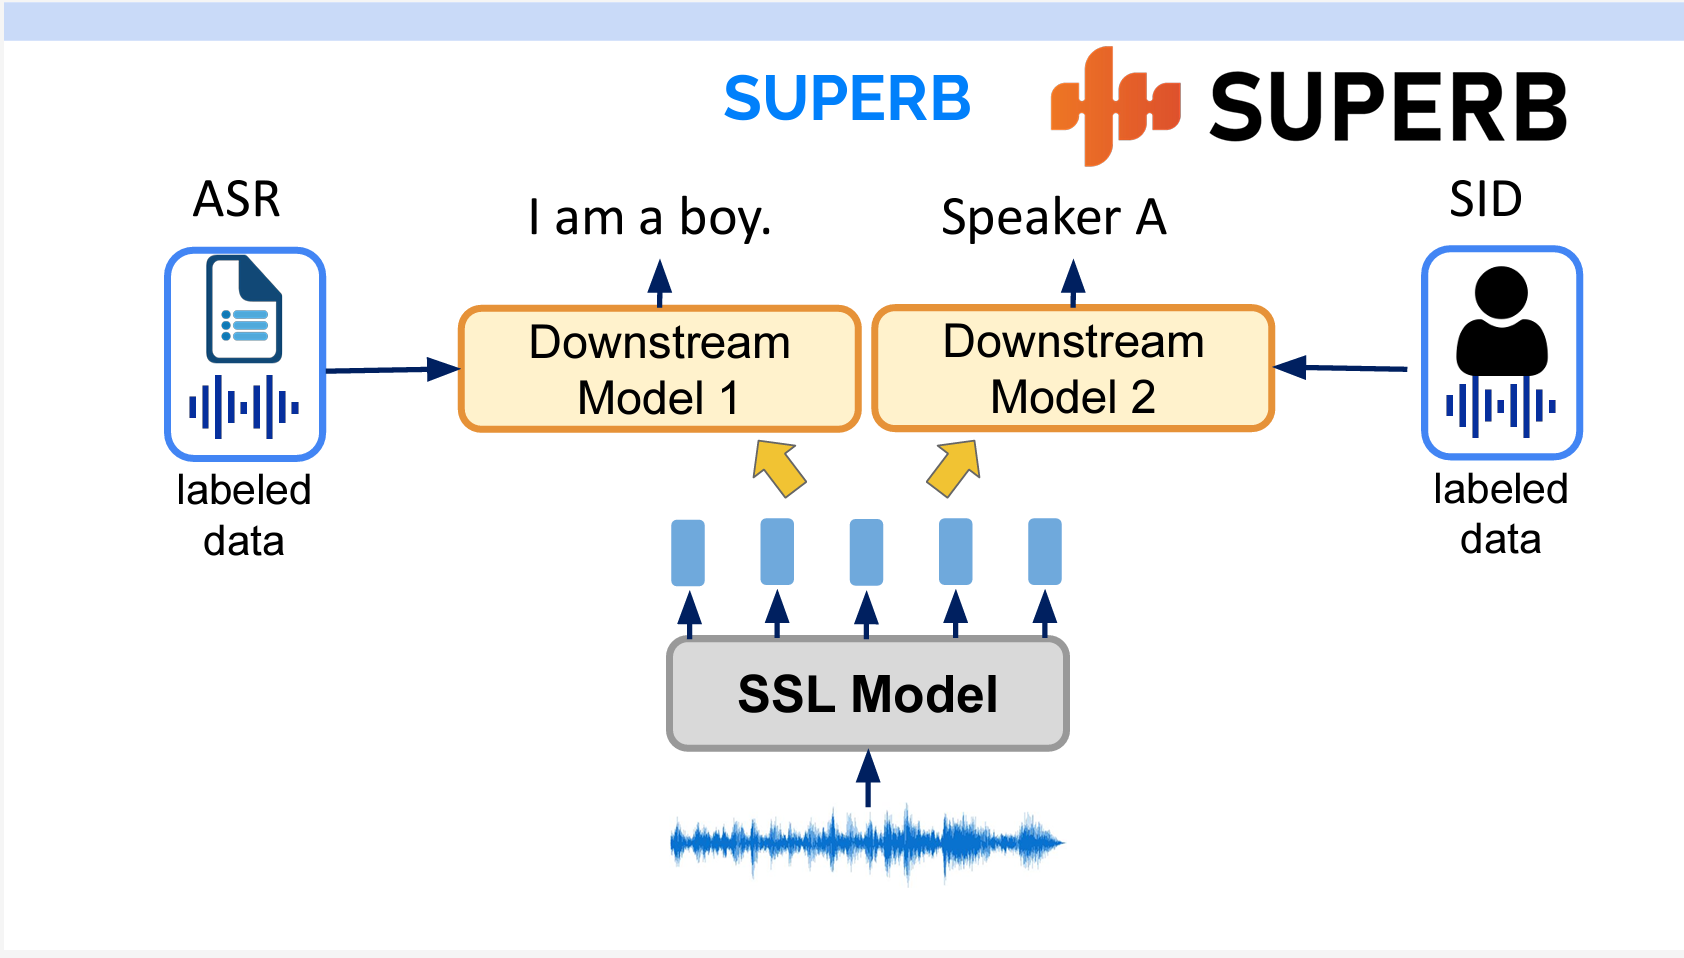 SUPERB
SUPERB
ASR
I am a boy.
Speaker A
SID
Downstream
Model 1
Downstream
Model 2
labeled
data
labeled
data
SSL Model